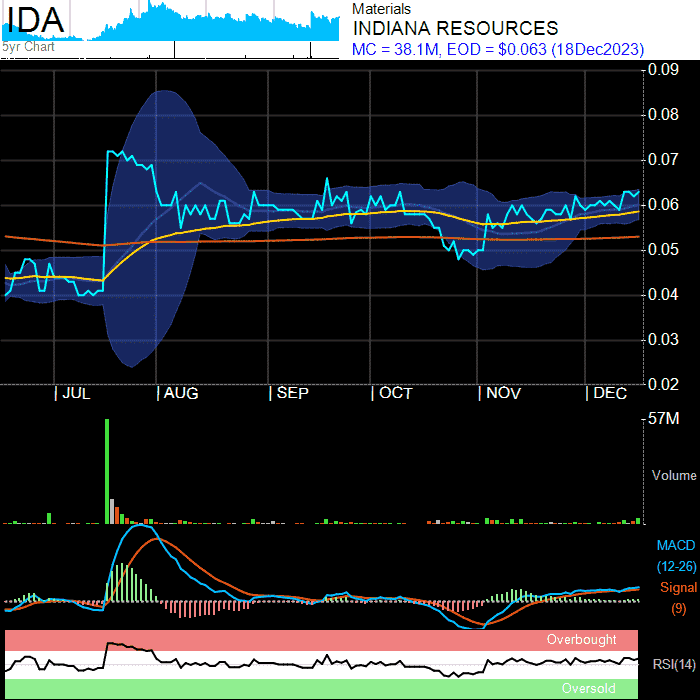 IDA
5yr Chart
Materials
INDIANA RESOURCES
MC = 38.1M, EOD = $0.063 (18Dec2023)
0.09
0.08
0.07
0.06
0.05
0.04
0.03
0.02
JUL AUG SEP OCT NOV DEC
57M
Volume
MACD
(12-26)
Signal
(9)
Overbought
RSI(14)
Oversold